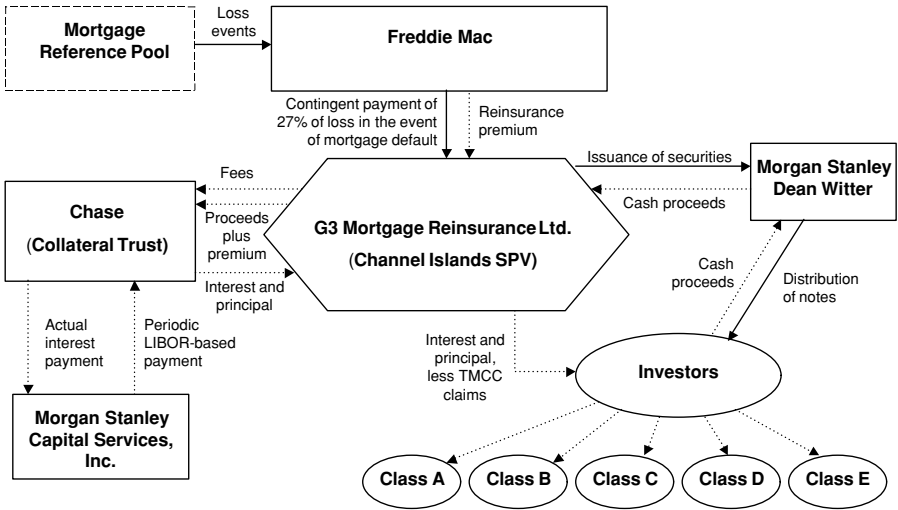 Mortgage
Reference Pool
Loss
events
Freddie Mac
Contingent payment of
27% of loss in the event
of mortgage default
Reinsurance
premium
Issuance of securities
Morgan Stanley
Dean Witter
Cash proceeds
Fees
Chase
(Collateral Trust)
Proceeds
plus
premium
G3 Mortgage Reinsurance Ltd.
(Channel Islands SPV)
Interest and
principal
Cash
proceeds
Distribution
of notes
Actual
interest
payment
Periodic
LIBOR-based
payment
Interest and
principal,
less TMCC
claims
Investors
Morgan Stanley
Capital Services,
Inc.
Class A
Class B
Class C
Class D
Class E